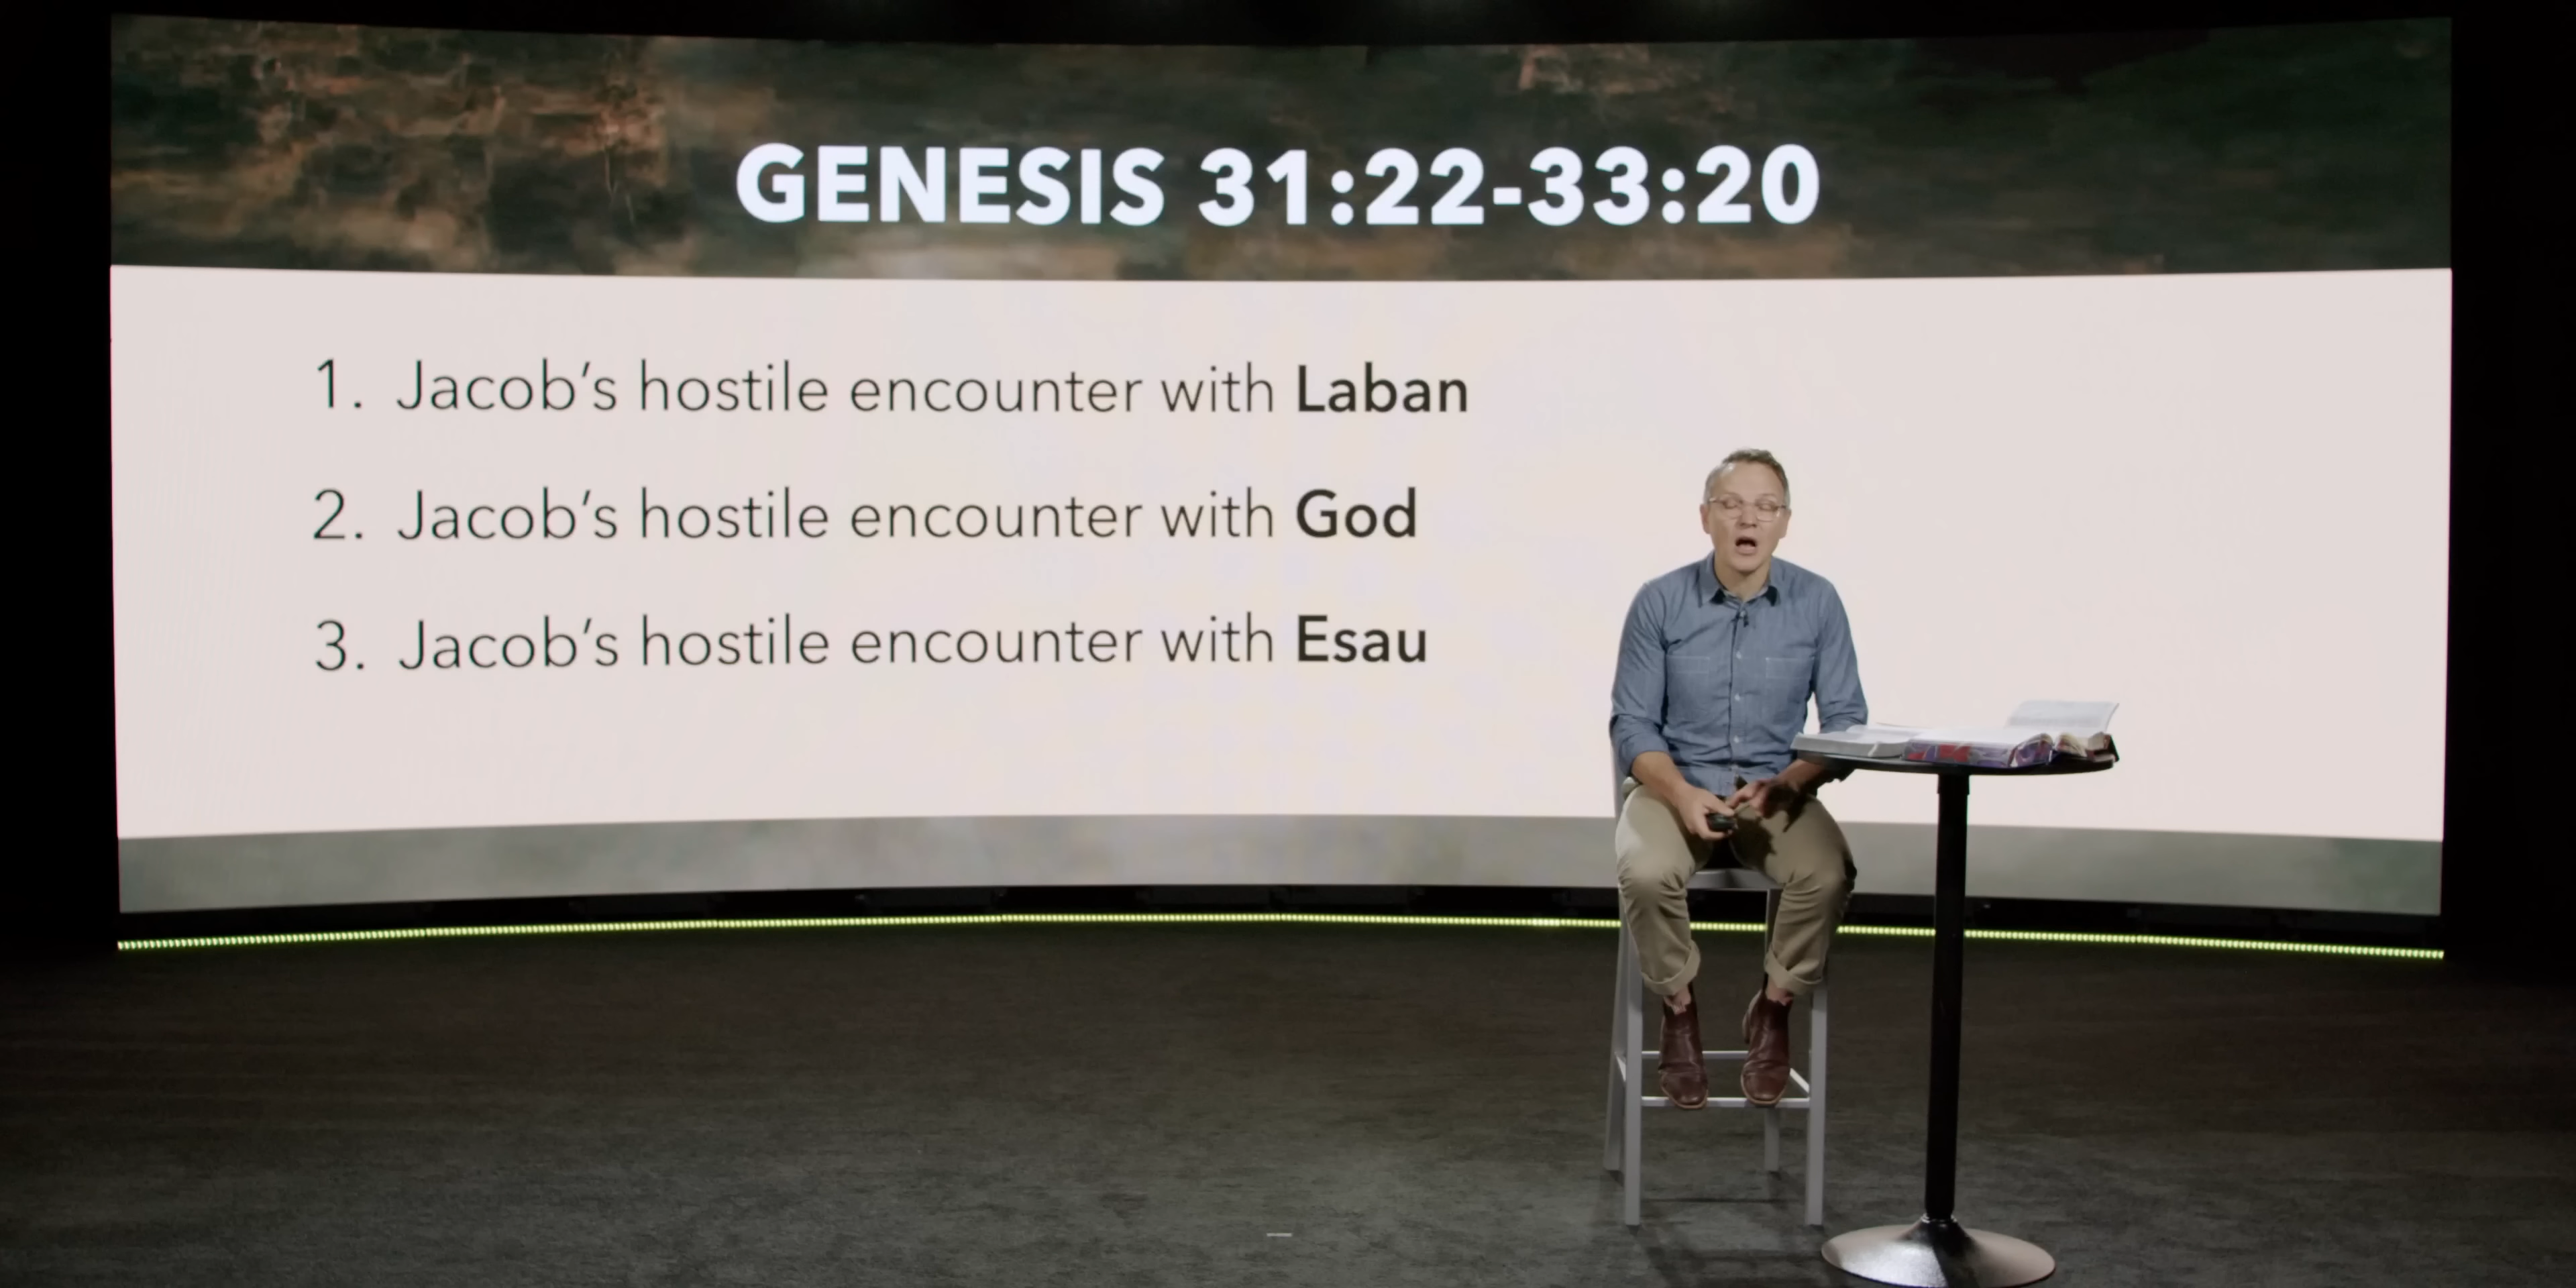 GENESIS 31:22-33:20
1. Jacob’s hostile encounter with Laban
2. Jacob’s hostile encounter with God
3. Jacob’s hostile encounter with Esau